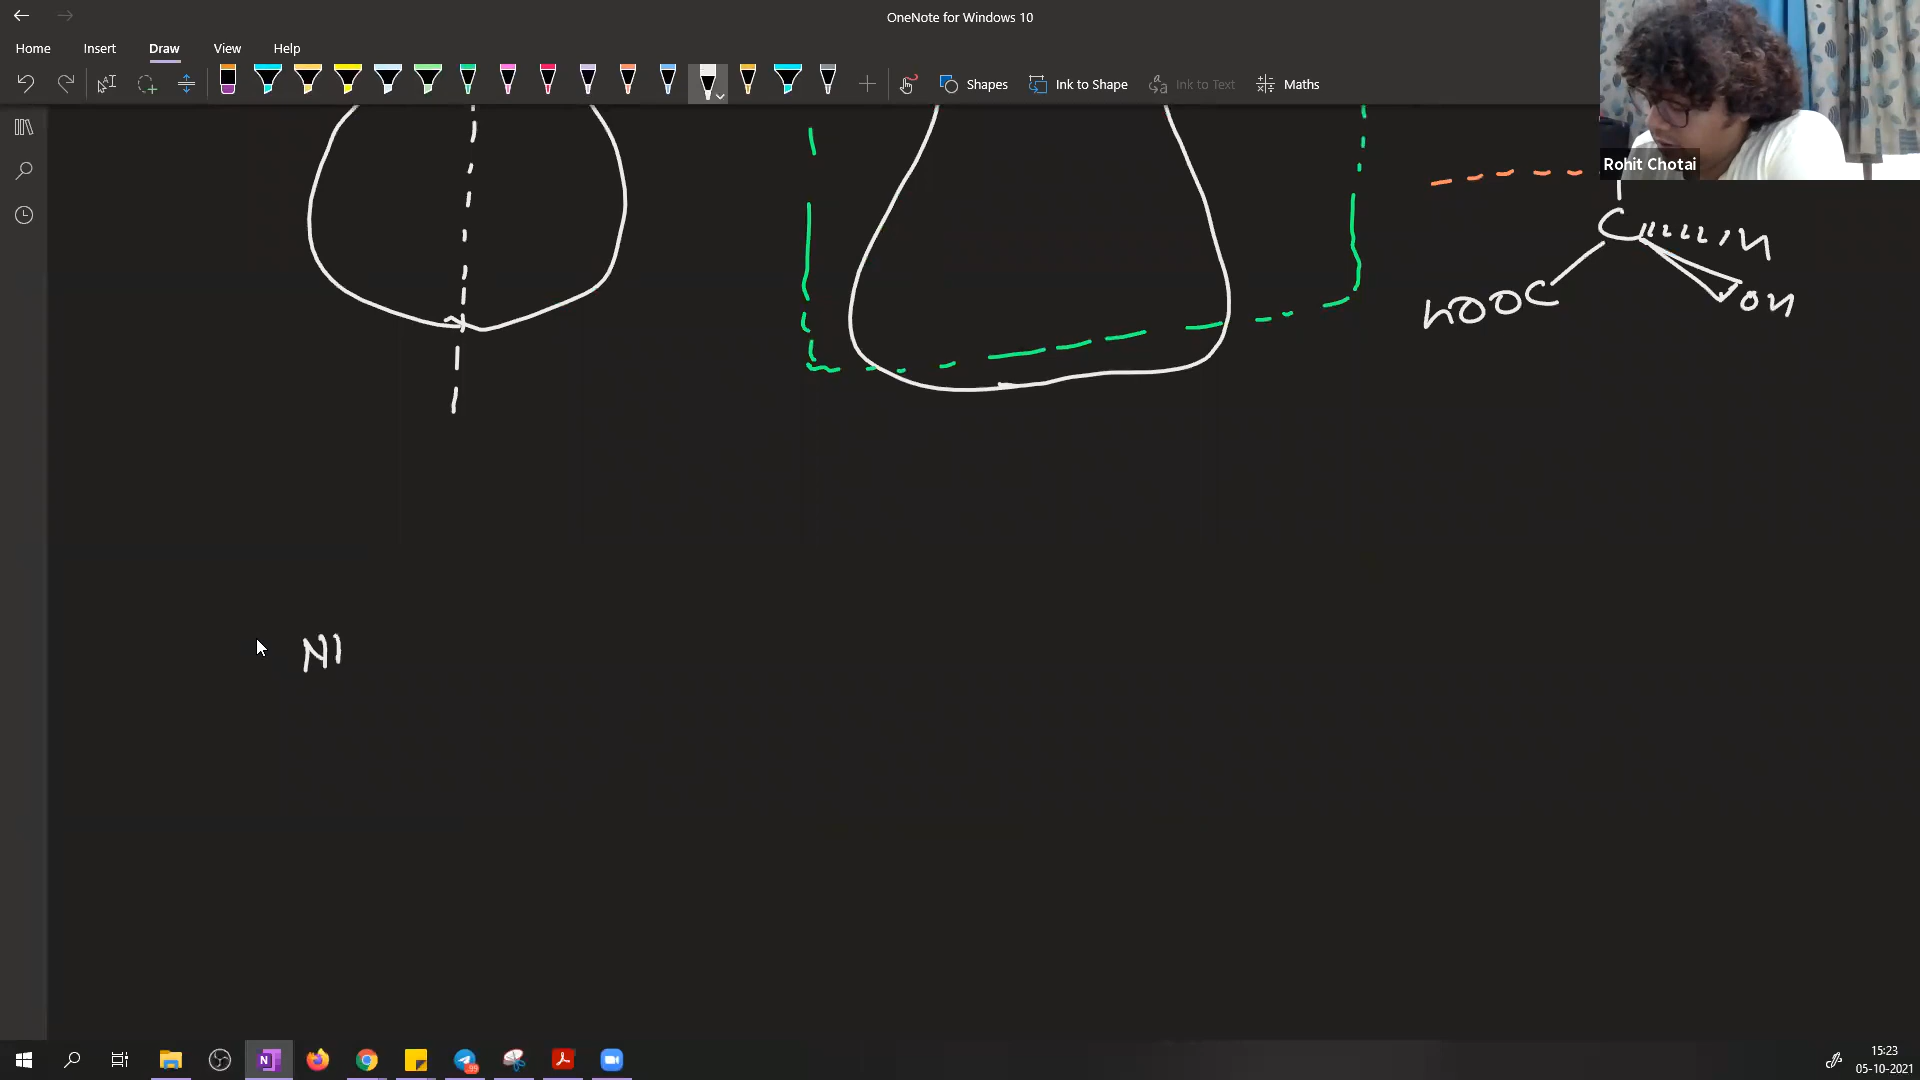 OneNote for Windows 10
Home Insert Draw View Help
Shapes Ink to Shape Ink to Text Maths
Rohit Chotai
C H
HOOC OH
NI
15:23
05-10-2021